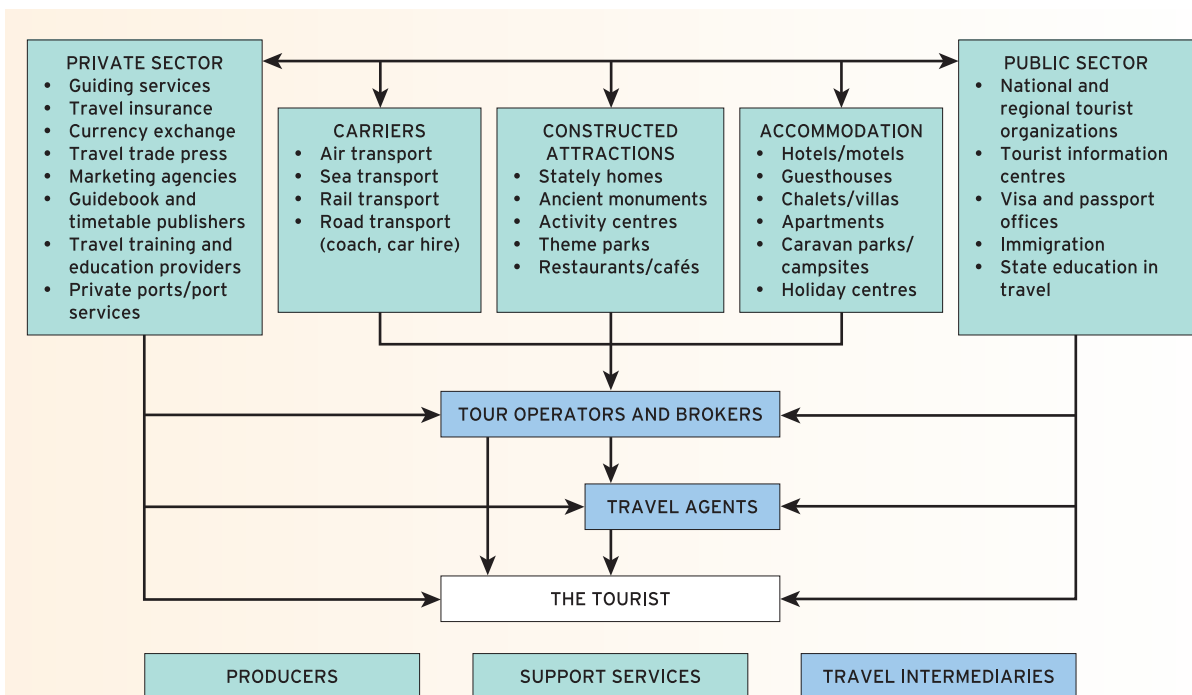 PRIVATE SECTOR
• Guiding services
• Travel insurance
• Currency exchange
• Travel trade press
• Marketing agencies
• Guidebook and
timetable publishers
• Travel training and
education providers
• Private ports/port
services
CARRIERS
• Air transport
• Sea transport
• Rail transport
• Road transport
(coach, car hire)
CONSTRUCTED
ATTRACTIONS
• Stately homes
• Ancient monuments
• Activity centres
• Theme parks
• Restaurants/cafés
ACCOMMODATION
• Hotels/motels
• Guesthouses
• Chalets/villas
• Apartments
• Caravan parks/
campsites
• Holiday centres
PUBLIC SECTOR
• National and
regional tourist
organizations
• Tourist information
centres
• Visa and passport
offices
• Immigration
• State education in
travel
TOUR OPERATORS AND BROKERS
TRAVEL AGENTS
THE TOURIST
PRODUCERS
SUPPORT SERVICES
TRAVEL INTERMEDIARIES